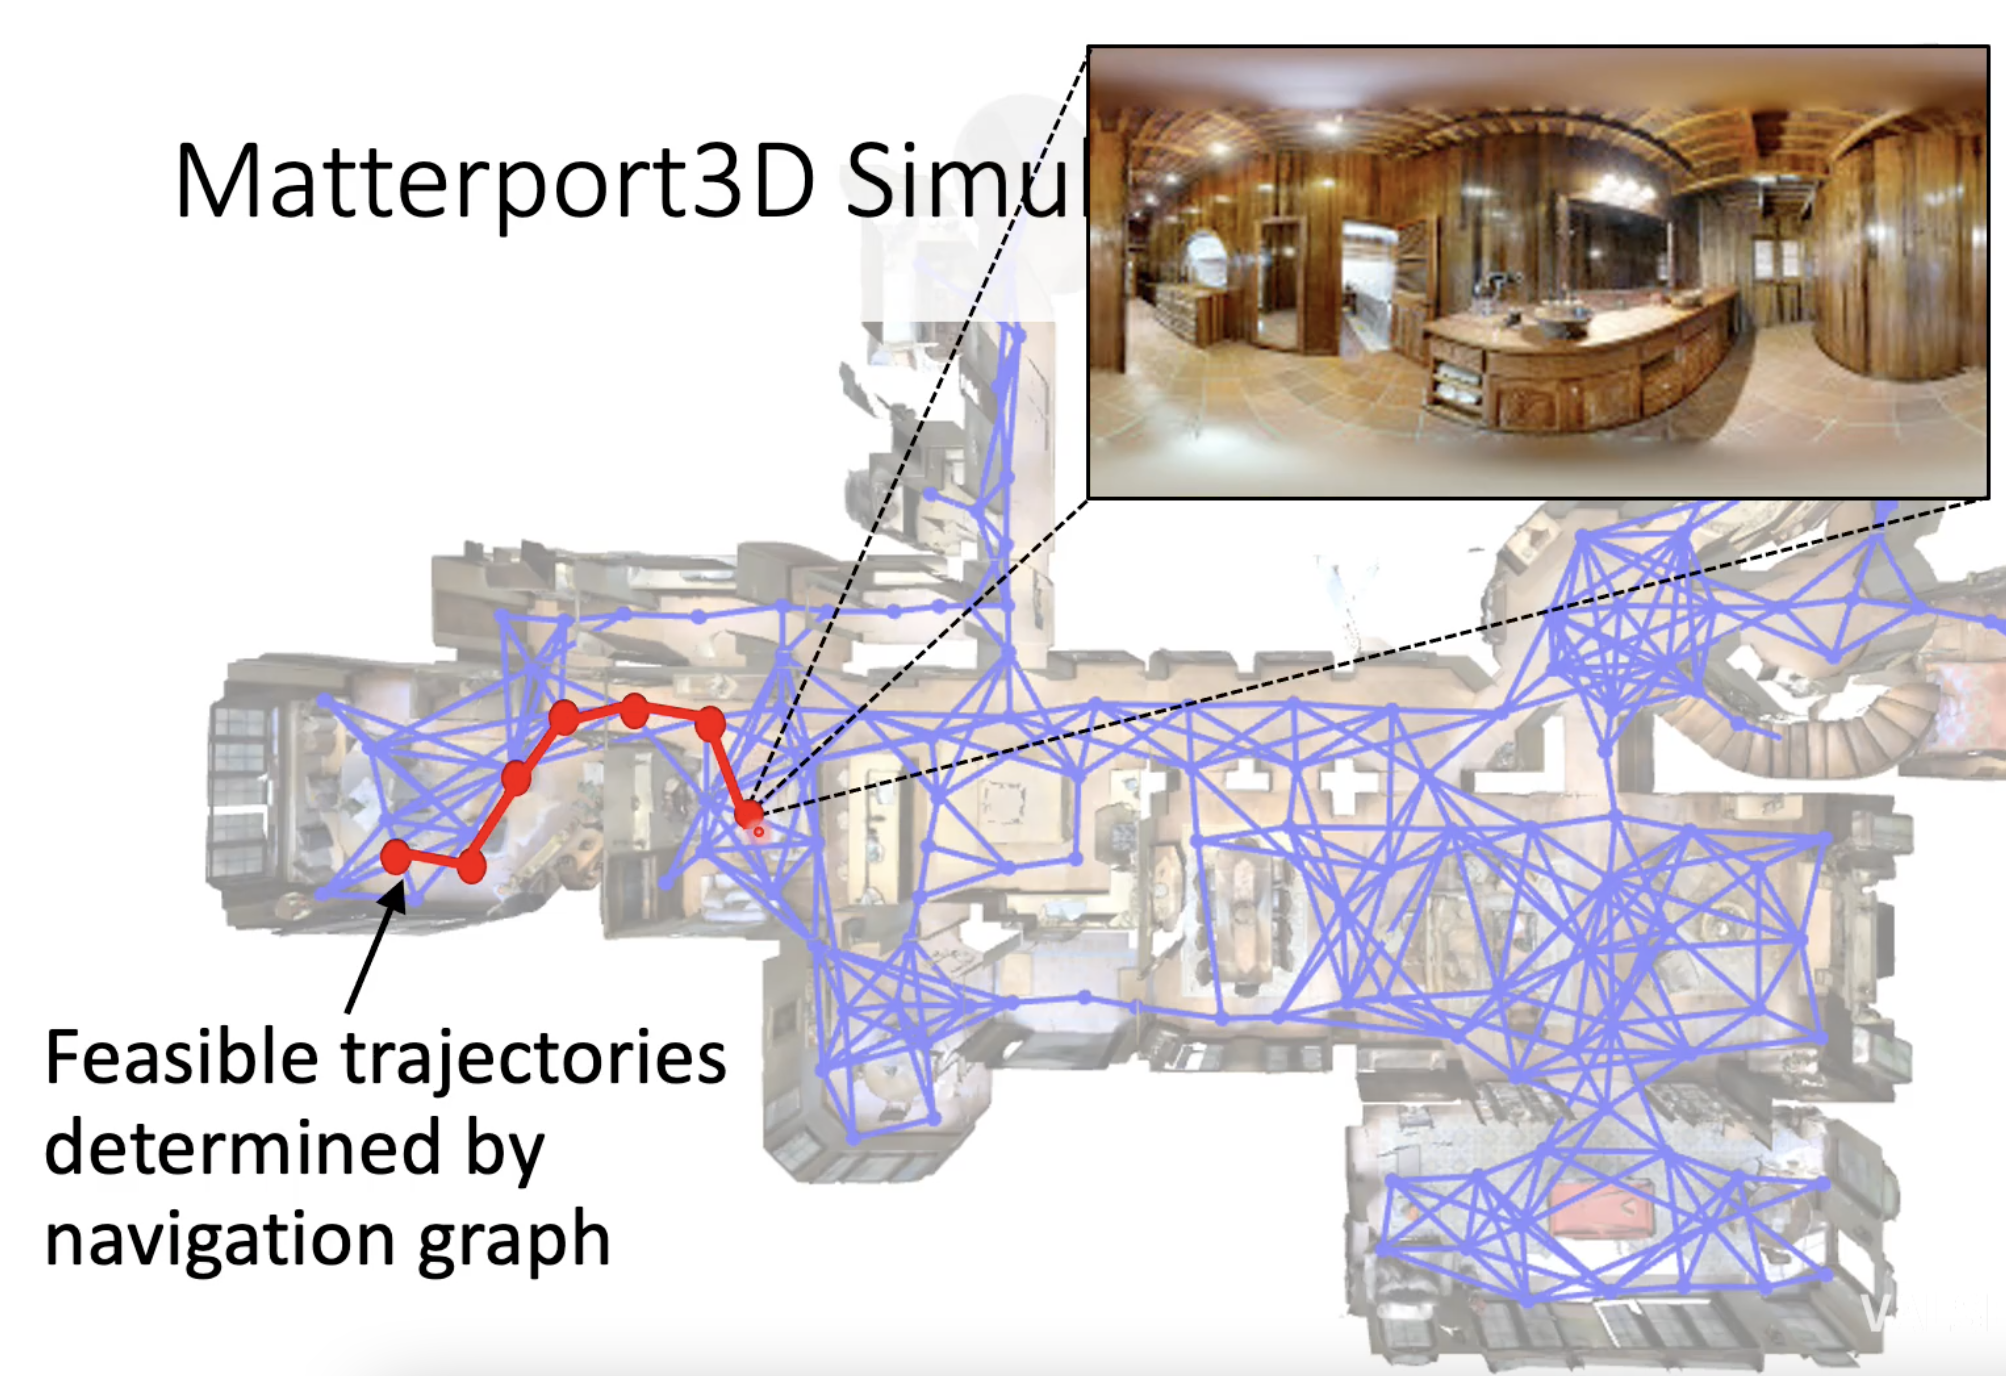 Matterport3D Simul
Feasible trajectories
determined by
navigation graph